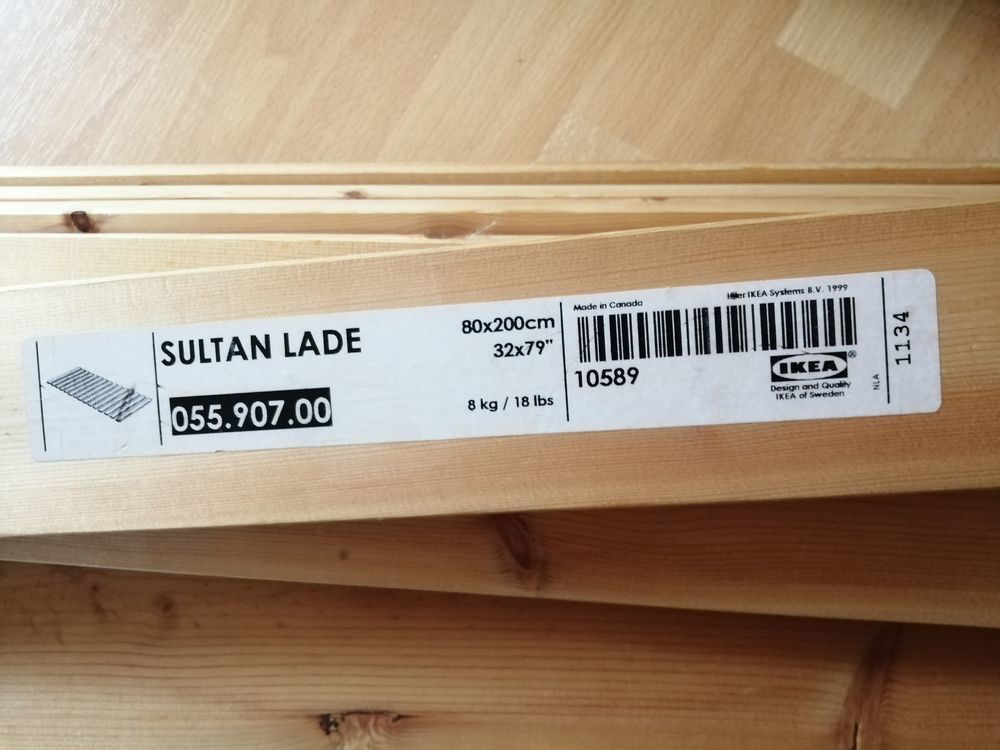 SULTAN LADE
055.907.00
80x200cm
32x79"
8 kg / 18 lbs
Made in Canada
Inter IKEA Systems B.V. 1999
10589
IKEA®
Design and Quality
IKEA of Sweden
NLA
1134